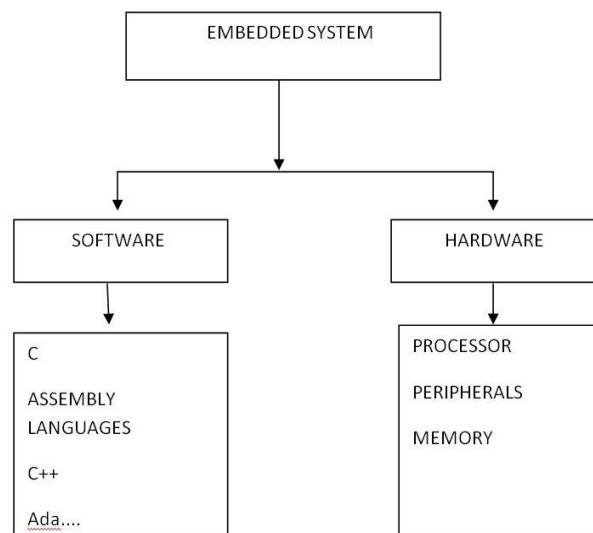 EMBEDDED SYSTEM
SOFTWARE
HARDWARE
C
ASSEMBLY
LANGUAGES
C++
Ada....
PROCESSOR
PERIPHERALS
MEMORY